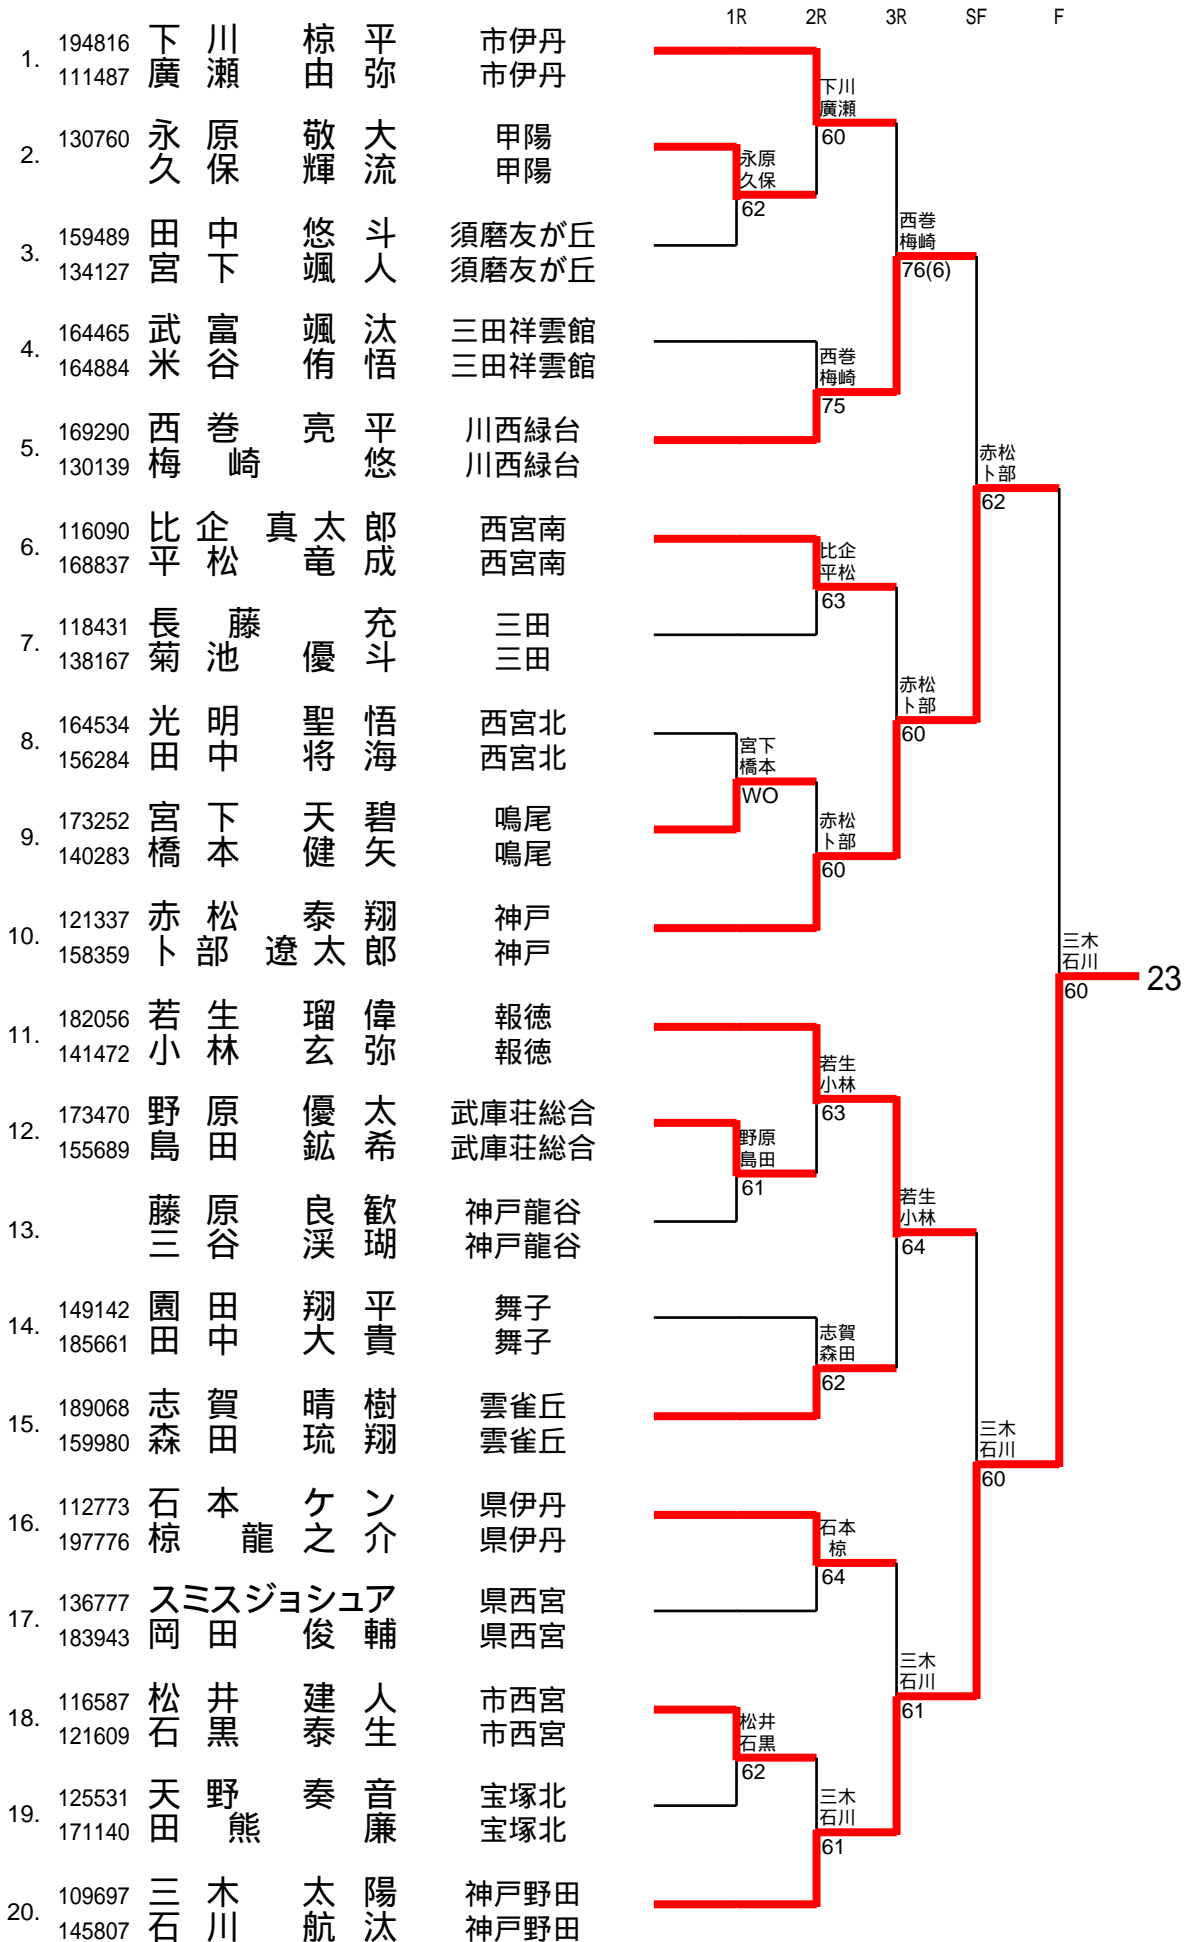 1R 2R 3R SF F
1. 194816 下川 椋平 市伊丹
111487 廣瀬 由弥 市伊丹
下川
廣瀬
60
2. 130760 永原 敬大 甲陽
久保 輝流 甲陽
永原
久保
62
3. 159489 田中 悠斗 須磨友が丘
134127 宮下 颯人 須磨友が丘
西巻
梅崎
76(6)
4. 164465 武富 颯汰 三田祥雲館
164884 米谷 侑悟 三田祥雲館
西巻
梅崎
75
5. 169290 西巻 亮平 川西緑台
130139 梅崎 悠 川西緑台
赤松
卜部
62
6. 116090 比企 真太郎 西宮南
168837 平松 竜成 西宮南
比企
平松
63
7. 118431 長藤 充 三田
138167 菊池 優斗 三田
赤松
卜部
60
8. 164534 光明 聖悟 西宮北
156284 田中 将海 西宮北
宮下
橋本
WO
9. 173252 宮下 天碧 鳴尾
140283 橋本 健矢 鳴尾
赤松
卜部
60
10. 121337 赤松 泰翔 神戸
158359 卜部 遼太郎 神戸
三木
石川
60
23
11. 182056 若生 瑠偉 報徳
141472 小林 玄弥 報徳
若生
小林
63
12. 173470 野原 優太 武庫荘総合
155689 島田 鉱希 武庫荘総合
野原
島田
61
13. 藤原 良歓 神戸龍谷
三谷 渓瑚 神戸龍谷
若生
小林
64
14. 149142 園田 翔平 舞子
185661 田中 大貴 舞子
志賀
森田
62
15. 189068 志賀 晴樹 雲雀丘
159980 森田 琉翔 雲雀丘
三木
石川
60
16. 112773 石本 ケン 県伊丹
197776 椋 龍之介 県伊丹
石本
椋
64
17. 136777 スミスジョシュア 県西宮
183943 岡田 俊輔 県西宮
三木
石川
61
18. 116587 松井 建人 市西宮
121609 石黒 泰生 市西宮
松井
石黒
62
19. 125531 天野 奏音 宝塚北
171140 田熊 廉 宝塚北
三木
石川
61
20. 109697 三木 太陽 神戸野田
145807 石川 航汰 神戸野田